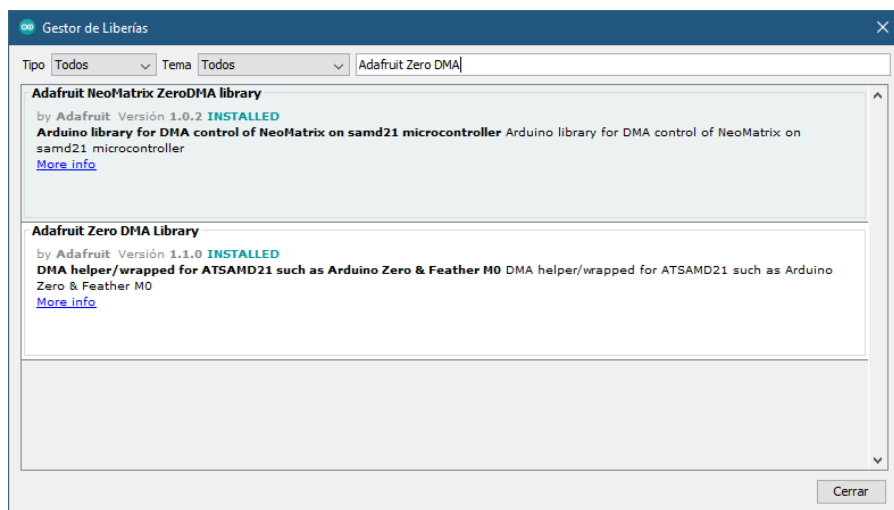 Gestor de Liberías
Tipo Todos Tema Todos Adafruit Zero DMA
Adafruit NeoMatrix ZeroDMA library
by Adafruit Versión 1.0.2 INSTALLED
Arduino library for DMA control of NeoMatrix on samd21 microcontroller Arduino library for DMA control of NeoMatrix on
samd21 microcontroller
More info
Adafruit Zero DMA Library
by Adafruit Versión 1.1.0 INSTALLED
DMA helper/wrapped for ATSAMD21 such as Arduino Zero & Feather M0 DMA helper/wrapped for ATSAMD21 such as Arduino
Zero & Feather M0
More info
Cerrar